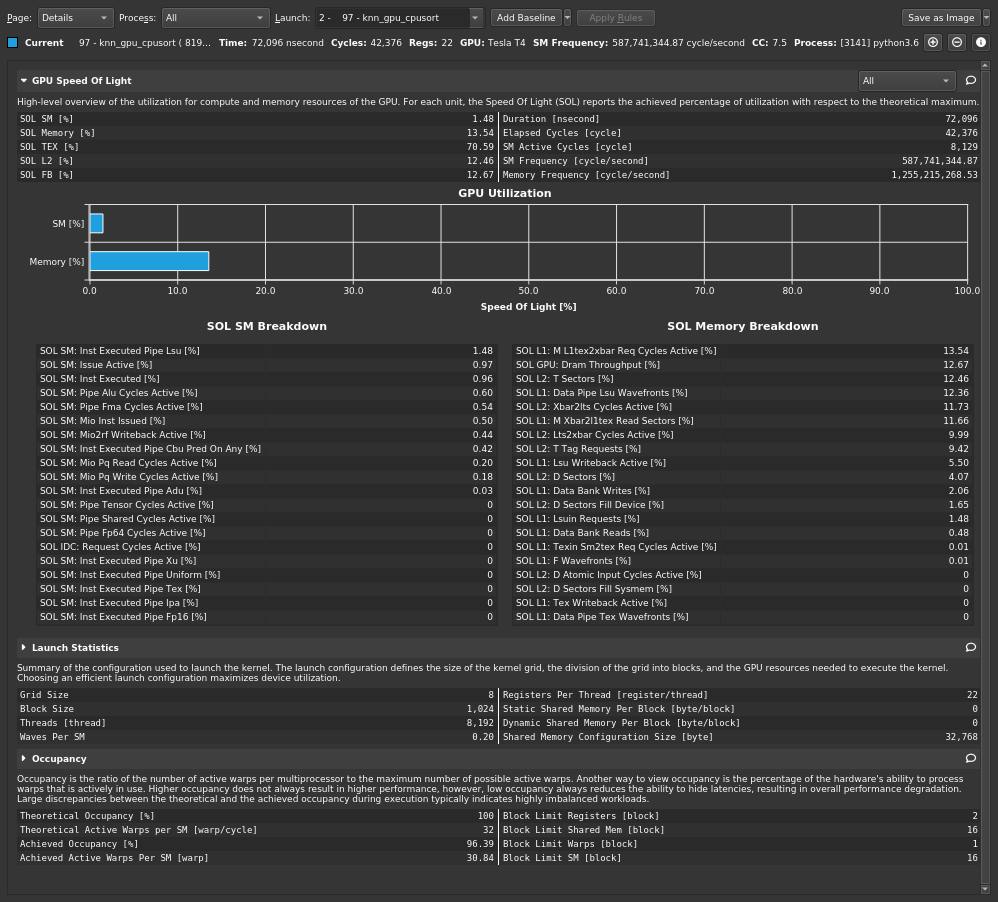 Page: Details Process: All Launch: 2 - 97 - knn_gpu_cpusort Add Baseline Apply Rules Save as Image
Current 97 - knn_gpu_cpusort ( 819... Time: 72,096 nsecond Cycles: 42,376 Regs: 22 GPU: Tesla T4 SM Frequency: 587,741,344.87 cycle/second CC: 7.5 Process: [3141] python3.6
GPU Speed Of Light All
High-level overview of the utilization for compute and memory resources of the GPU. For each unit, the Speed Of Light (SOL) reports the achieved percentage of utilization with respect to the theoretical maximum.
SOL SM [%] 1.48 Duration [nsecond] 72,096
SOL Memory [%] 13.54 Elapsed Cycles [cycle] 42,376
SOL TEX [%] 70.59 SM Active Cycles [cycle] 8,129
SOL L2 [%] 12.46 SM Frequency [cycle/second] 587,741,344.87
SOL FB [%] 12.67 Memory Frequency [cycle/second] 1,255,215,268.53
GPU Utilization
SM [%]
Memory [%]
0.0 10.0 20.0 30.0 40.0 50.0 60.0 70.0 80.0 90.0 100.0
Speed Of Light [%]
SOL SM Breakdown SOL Memory Breakdown
SOL SM: Inst Executed Pipe Lsu [%] 1.48 SOL L1: M L1tex2xbar Req Cycles Active [%] 13.54
SOL SM: Issue Active [%] 0.97 SOL GPU: Dram Throughput [%] 12.67
SOL SM: Inst Executed [%] 0.96 SOL L2: T Sectors [%] 12.46
SOL SM: Pipe Alu Cycles Active [%] 0.60 SOL L1: Data Pipe Lsu Wavefronts [%] 12.36
SOL SM: Pipe Fma Cycles Active [%] 0.54 SOL L2: Xbar2lts Cycles Active [%] 11.73
SOL SM: Mio Inst Issued [%] 0.50 SOL L1: M Xbar2l1tex Read Sectors [%] 11.66
SOL SM: Mio2rf Writeback Active [%] 0.44 SOL L2: Lts2xbar Cycles Active [%] 9.99
SOL SM: Inst Executed Pipe Cbu Pred On Any [%] 0.42 SOL L2: T Tag Requests [%] 9.42
SOL SM: Mio Pq Read Cycles Active [%] 0.20 SOL L1: Lsu Writeback Active [%] 5.50
SOL SM: Mio Pq Write Cycles Active [%] 0.18 SOL L2: D Sectors [%] 4.07
SOL SM: Inst Executed Pipe Adu [%] 0.03 SOL L1: Data Bank Writes [%] 2.06
SOL SM: Pipe Tensor Cycles Active [%] 0 SOL L2: D Sectors Fill Device [%] 1.65
SOL SM: Pipe Shared Cycles Active [%] 0 SOL L1: Lsuin Requests [%] 1.48
SOL SM: Pipe Fp64 Cycles Active [%] 0 SOL L1: Data Bank Reads [%] 0.48
SOL IDC: Request Cycles Active [%] 0 SOL L1: Texin Sm2tex Req Cycles Active [%] 0.01
SOL SM: Inst Executed Pipe Xu [%] 0 SOL L1: F Wavefronts [%] 0.01
SOL SM: Inst Executed Pipe Uniform [%] 0 SOL L2: D Atomic Input Cycles Active [%] 0
SOL SM: Inst Executed Pipe Tex [%] 0 SOL L2: D Sectors Fill Sysmem [%] 0
SOL SM: Inst Executed Pipe Ipa [%] 0 SOL L1: Tex Writeback Active [%] 0
SOL SM: Inst Executed Pipe Fp16 [%] 0 SOL L1: Data Pipe Tex Wavefronts [%] 0
Launch Statistics
Summary of the configuration used to launch the kernel. The launch configuration defines the size of the kernel grid, the division of the grid into blocks, and the GPU resources needed to execute the kernel.
Choosing an efficient launch configuration maximizes device utilization.
Grid Size 8 Registers Per Thread [register/thread] 22
Block Size 1,024 Static Shared Memory Per Block [byte/block] 0
Threads [thread] 8,192 Dynamic Shared Memory Per Block [byte/block] 0
Waves Per SM 0.20 Shared Memory Configuration Size [byte] 32,768
Occupancy
Occupancy is the ratio of the number of active warps per multiprocessor to the maximum number of possible active warps. Another way to view occupancy is the percentage of the hardware's ability to process
warps that is actively in use. Higher occupancy does not always result in higher performance, however, low occupancy always reduces the ability to hide latencies, resulting in overall performance degradation.
Large discrepancies between the theoretical and the achieved occupancy during execution typically indicates highly imbalanced workloads.
Theoretical Occupancy [%] 100 Block Limit Registers [block] 2
Theoretical Active Warps per SM [warp/cycle] 32 Block Limit Shared Mem [block] 16
Achieved Occupancy [%] 96.39 Block Limit Warps [block] 1
Achieved Active Warps Per SM [warp] 30.84 Block Limit SM [block] 16